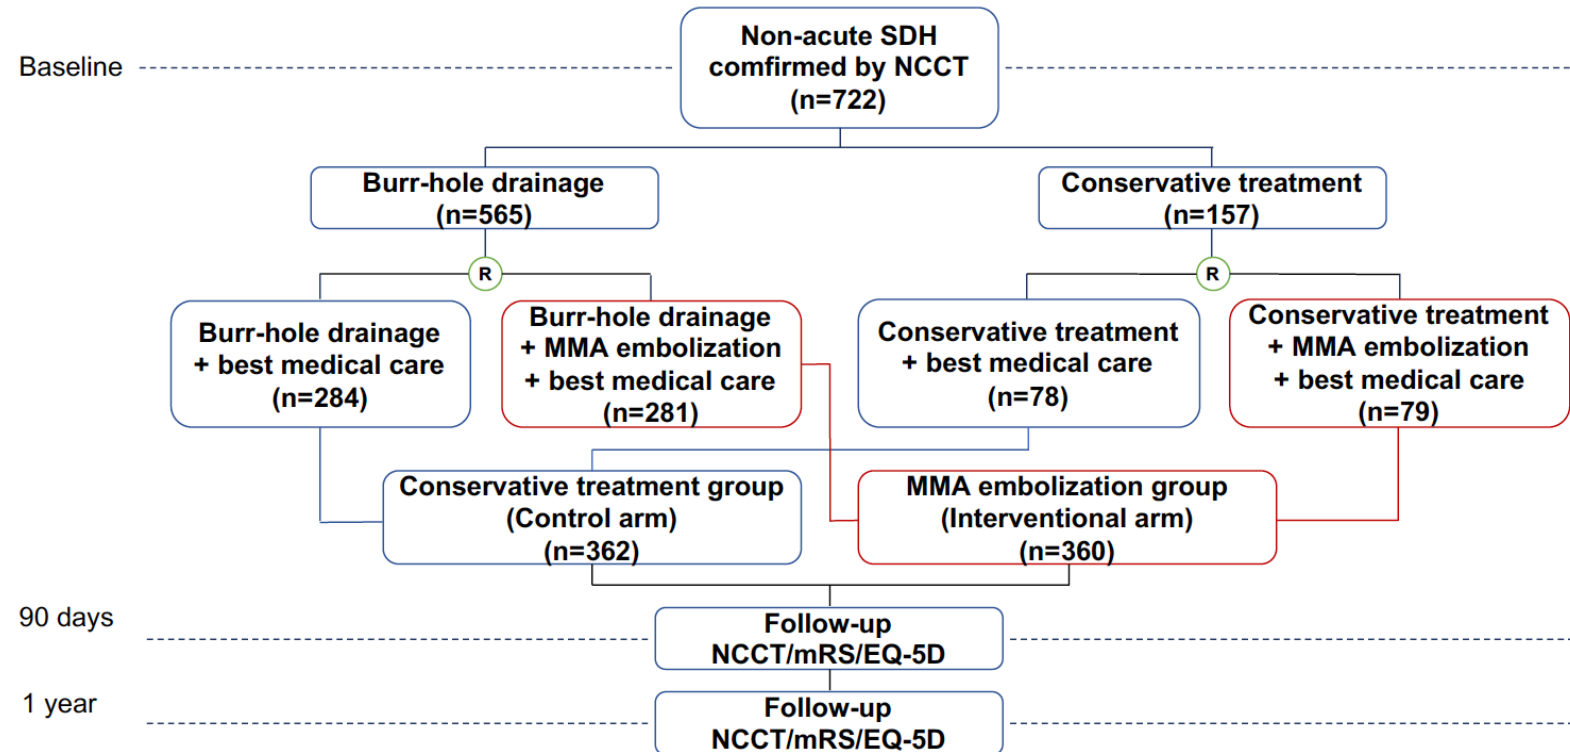 Baseline
Non-acute SDH
comfirmed by NCCT
(n=722)
Burr-hole drainage
(n=565)
Conservative treatment
(n=157)
R
R
Burr-hole drainage
+ best medical care
(n=284)
Burr-hole drainage
+ MMA embolization
+ best medical care
(n=281)
Conservative treatment
+ best medical care
(n=78)
Conservative treatment
+ MMA embolization
+ best medical care
(n=79)
Conservative treatment group
(Control arm)
(n=362)
MMA embolization group
(Interventional arm)
(n=360)
90 days
Follow-up
NCCT/mRS/EQ-5D
1 year
Follow-up
NCCT/mRS/EQ-5D